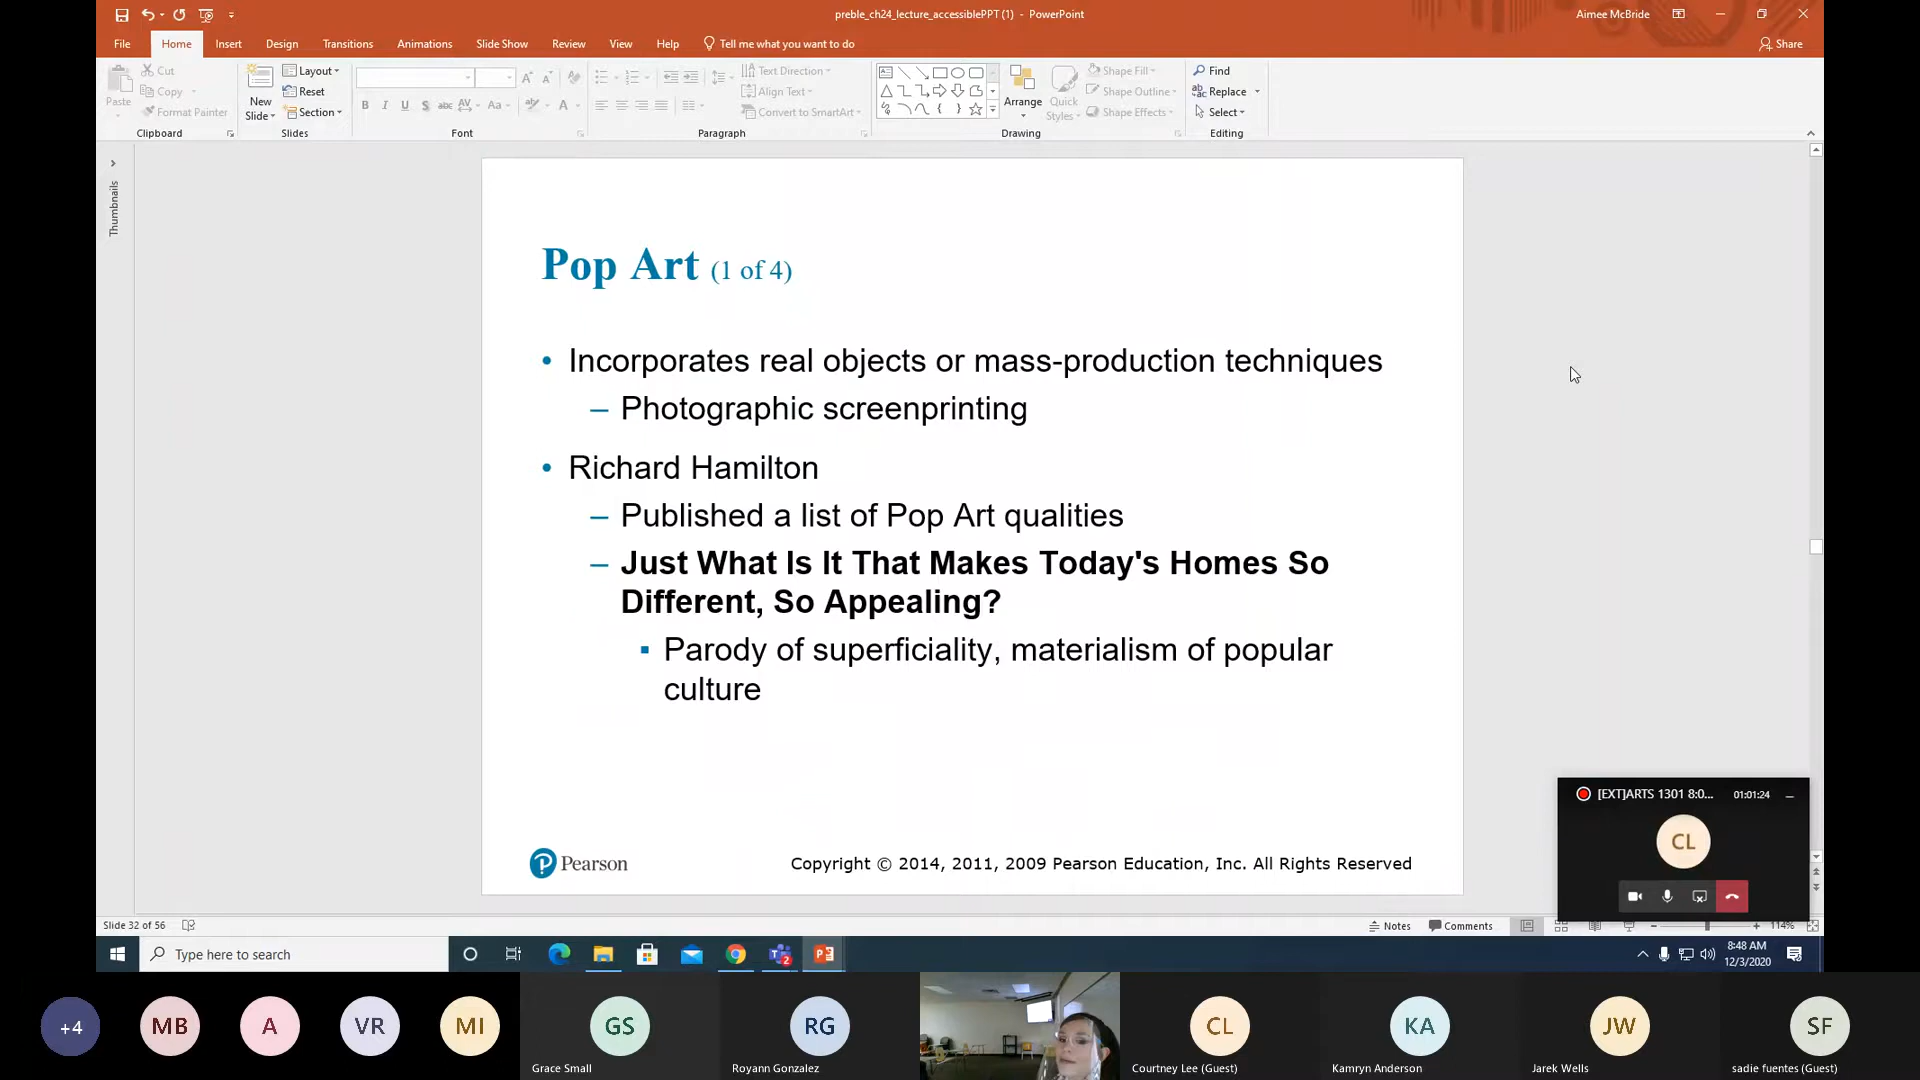 preble_ch24_lecture_accessiblePPT (1) - PowerPoint
Aimee McBride
File Home Insert Design Transitions Animations Slide Show Review View Help Tell me what you want to do
Share
Paste
Cut
Copy
Format Painter
Clipboard
New Slide
Layout
Reset
Section
Slides
B I U S abc AV Aa A
Font
Text Direction
Align Text
Convert to SmartArt
Paragraph
Arrange
Quick Styles
Shape Fill
Shape Outline
Shape Effects
Drawing
Find
Replace
Select
Editing
Thumbnails
Pop Art (1 of 4)
• Incorporates real objects or mass-production techniques
– Photographic screenprinting
• Richard Hamilton
– Published a list of Pop Art qualities
– Just What Is It That Makes Today's Homes So
Different, So Appealing?
▪ Parody of superficiality, materialism of popular
culture
Pearson
Copyright © 2014, 2011, 2009 Pearson Education, Inc. All Rights Reserved
[EXT]ARTS 1301 8:0... 01:01:24
CL
Slide 32 of 56
Notes Comments
114%
Type here to search
8:48 AM
12/3/2020
+4 MB A VR MI GS RG CL KA JW SF
Grace Small
Royann Gonzalez
Courtney Lee (Guest)
Kamryn Anderson
Jarek Wells
sadie fuentes (Guest)